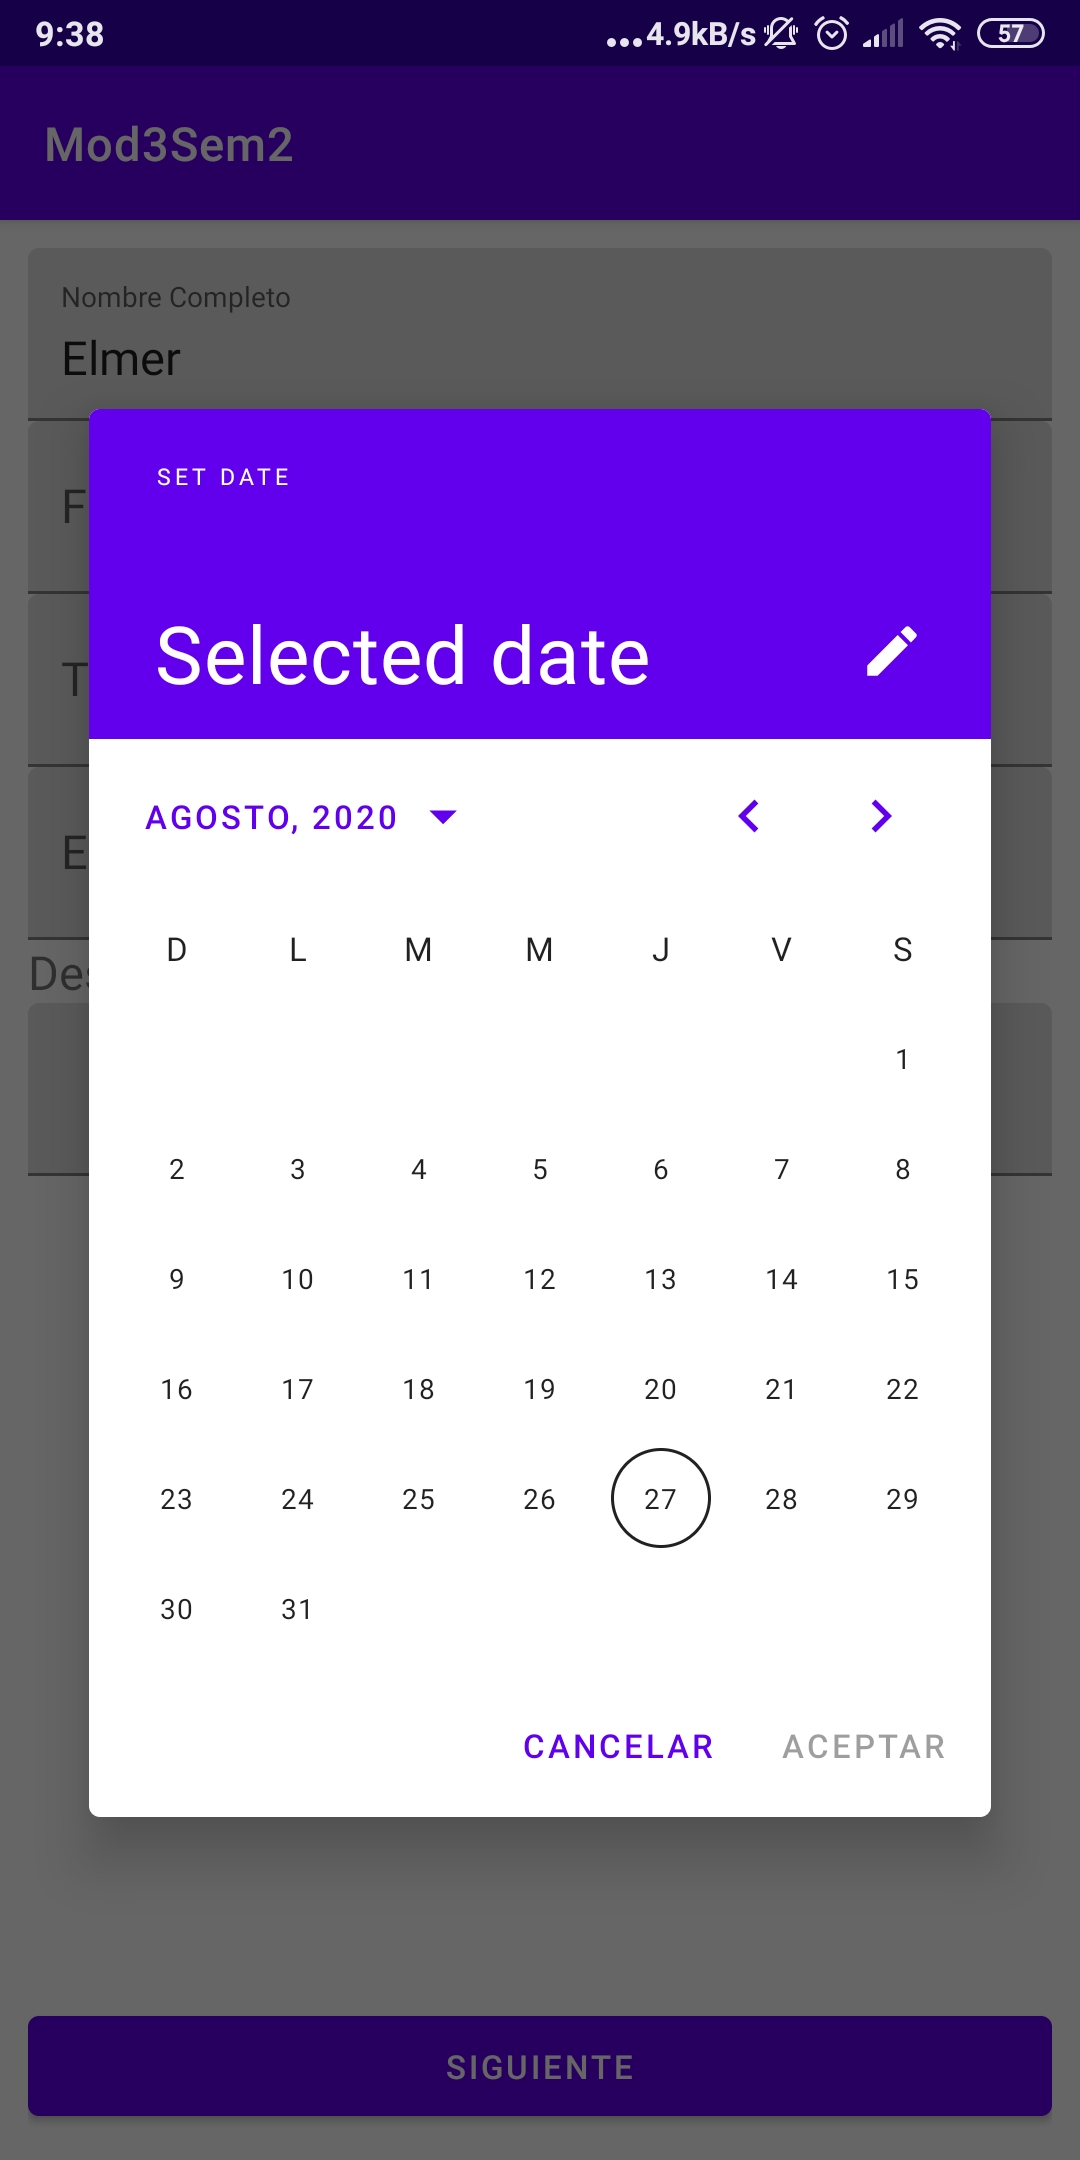 9:38
...4.9kB/s
57
Mod3Sem2
Nombre Completo
Elmer
F
SET DATE
Selected date
T
AGOSTO, 2020
E
D L M M J V S
Des
1
2 3 4 5 6 7 8
9 10 11 12 13 14 15
16 17 18 19 20 21 22
23 24 25 26 27 28 29
30 31
CANCELAR ACEPTAR
SIGUIENTE